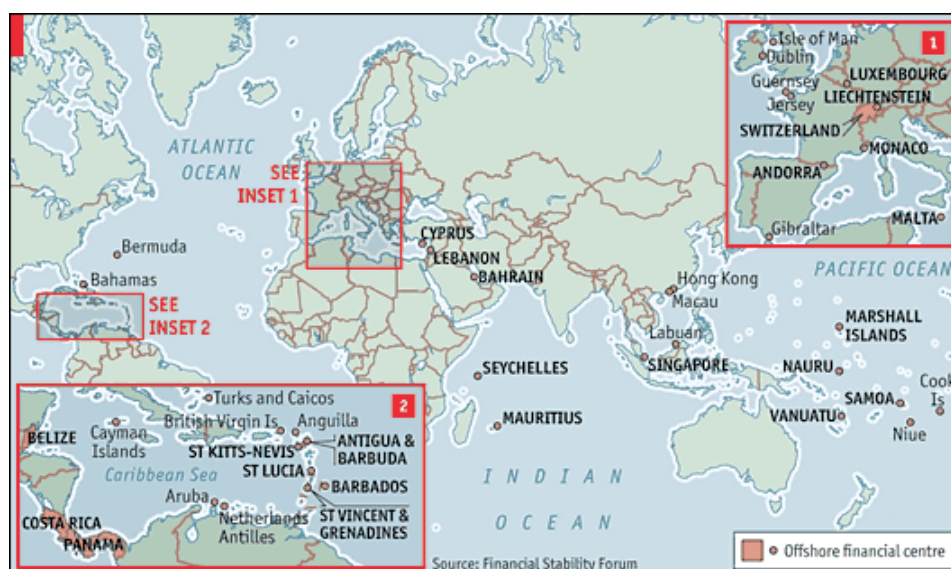 ATLANTIC
OCEAN
SEE
INSET 1
Bermuda
Bahamas
SEE
INSET 2
CYPRUS
LEBANON
BAHRAIN
Hong Kong
Macau
Labuan
SINGAPORE
SEYCHELLES
MAURITIUS
INDIAN
OCEAN
PACIFIC OCEAN
MARSHALL
ISLANDS
NAURU
SAMOA
Cook
Is
VANUATU
Niue
1
Isle of Man
Dublin
Guernsey
Jersey
LUXEMBOURG
LIECHTENSTEIN
SWITZERLAND
MONACO
ANDORRA
MALTA
Gibraltar
2
Turks and Caicos
British Virgin Is.
Anguilla
BELIZE
Cayman
Islands
ST KITTS-NEVIS
ANTIGUA &
BARBUDA
ST LUCIA
Caribbean Sea
BARBADOS
Aruba
Netherlands
Antilles
ST VINCENT &
GRENADINES
COSTA RICA
PANAMA
Source: Financial Stability Forum
Offshore financial centre